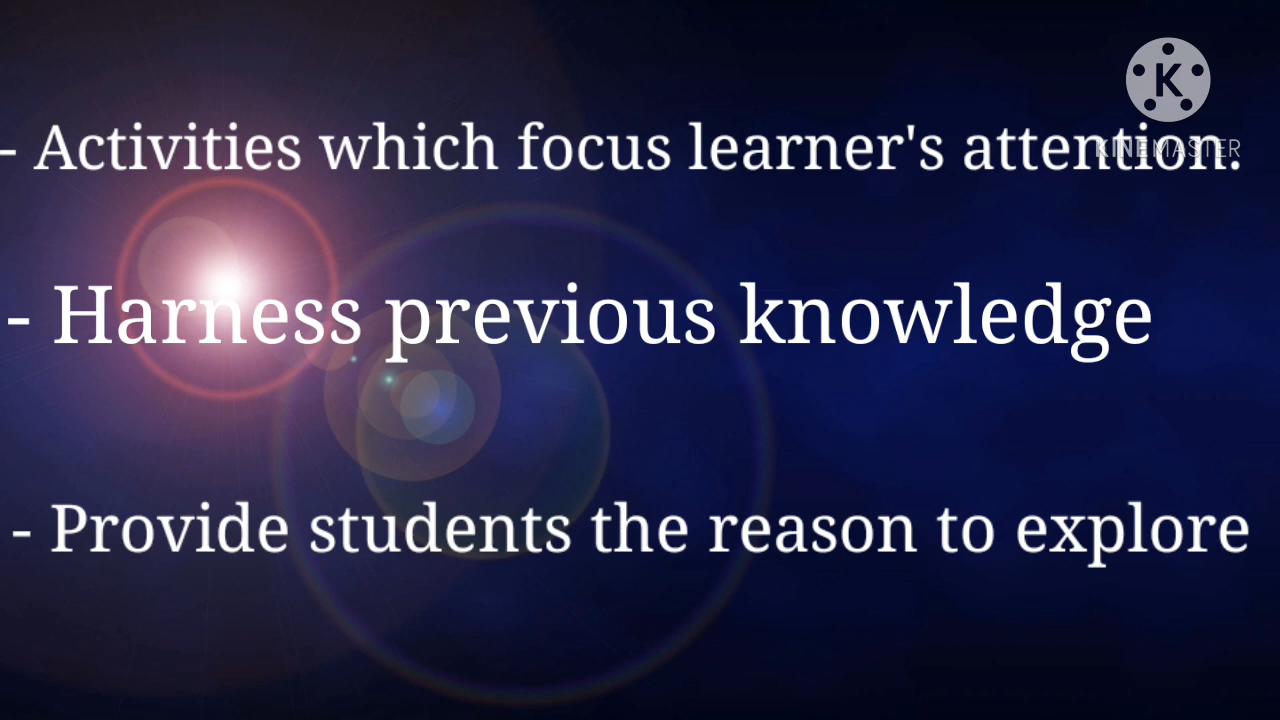 - Activities which focus learner's attention.
K
KINEMASTER
- Harness previous knowledge
- Provide students the reason to explore